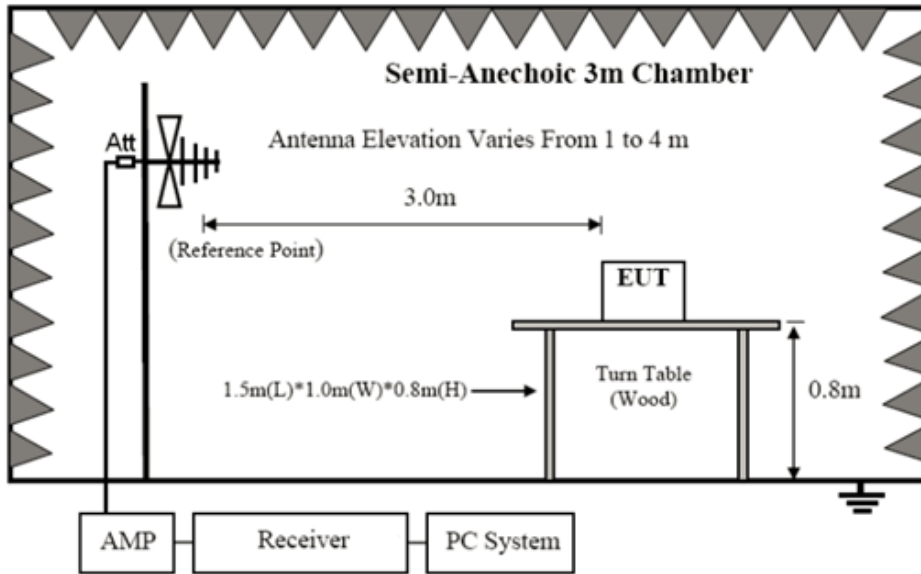 Semi-Anechoic 3m Chamber
Att
Antenna Elevation Varies From 1 to 4 m
3.0m
(Reference Point)
EUT
1.5m(L)*1.0m(W)*0.8m(H)
Turn Table
(Wood)
0.8m
AMP
Receiver
PC System